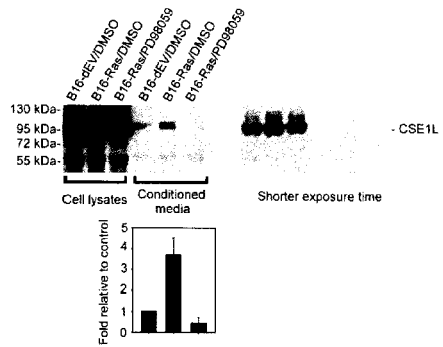 B16-dEV/DMSO
B16-Ras/DMSO
B16-Ras/PD98059
B16-dEV/DMSO
B16-Ras/DMSO
B16-Ras/PD98059
130 kDa-
95 kDa-
72 kDa-
55 kDa-
- CSE1L
Cell lysates
Conditioned
media
Shorter exposure time
Fold relative to control
5
4
3
2
1
0